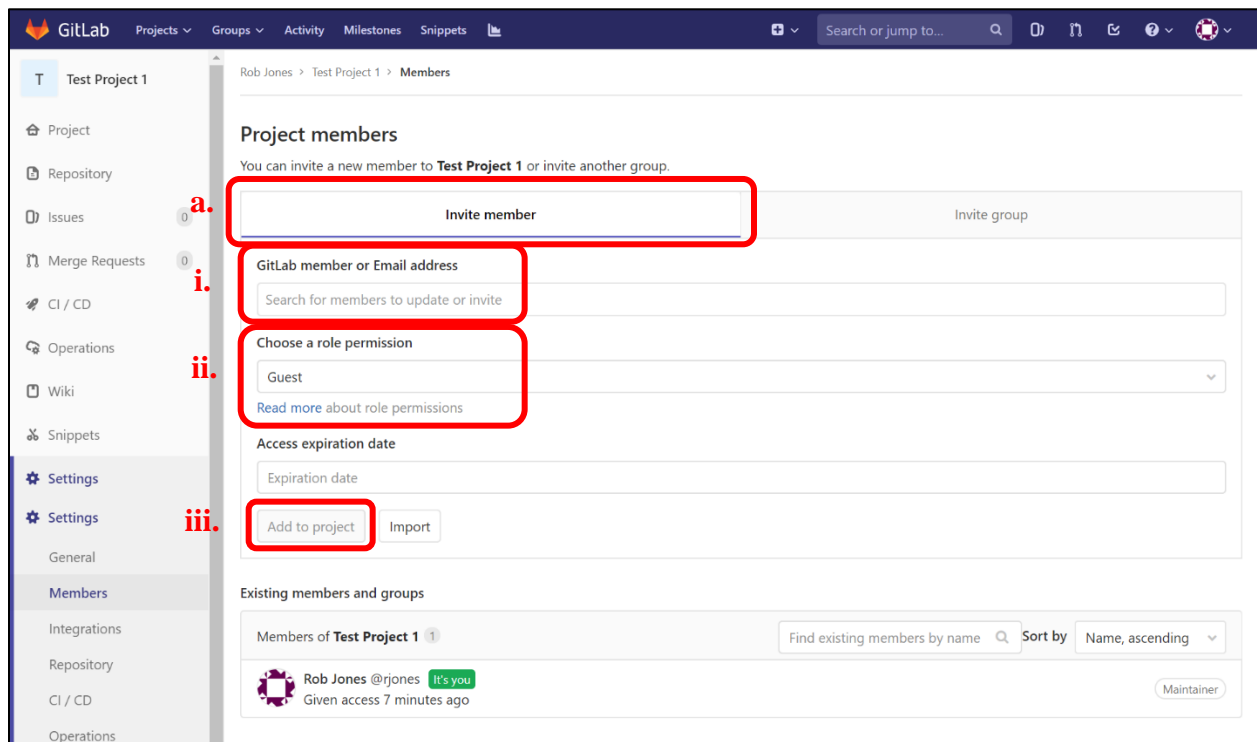 GitLab Projects Groups Activity Milestones Snippets Search or jump to...
T Test Project 1
Project
Repository
Issues 0
Merge Requests 0
CI / CD
Operations
Wiki
Snippets
Settings
Settings
General
Members
Integrations
Repository
CI / CD
Operations
Rob Jones > Test Project 1 > Members
Project members
You can invite a new member to Test Project 1 or invite another group.
a.
Invite member Invite group
i.
GitLab member or Email address
Search for members to update or invite
ii.
Choose a role permission
Guest
Read more about role permissions
Access expiration date
Expiration date
iii.
Add to project Import
Existing members and groups
Members of Test Project 1 1 Find existing members by name Sort by Name, ascending
Rob Jones @rjones It's you
Given access 7 minutes ago
Maintainer